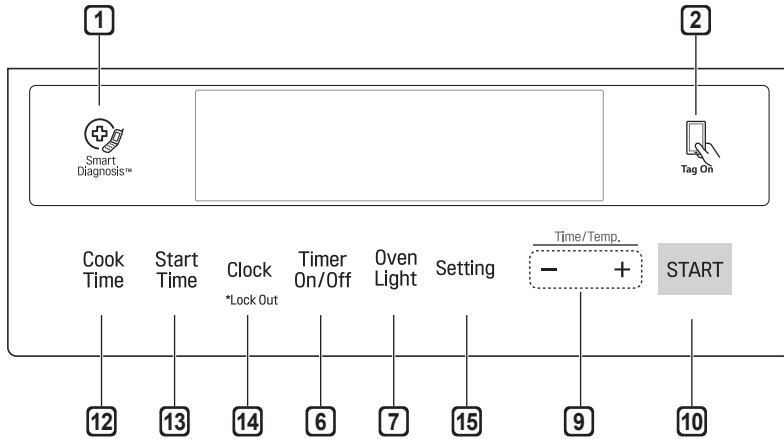 1
2
Smart
Diagnosis™
Tag On
Cook
Time
Start
Time
Clock
*Lock Out
Timer
On/Off
Oven
Light
Setting
Time/Temp.
− +
START
12 13 14 6 7 15 9 10